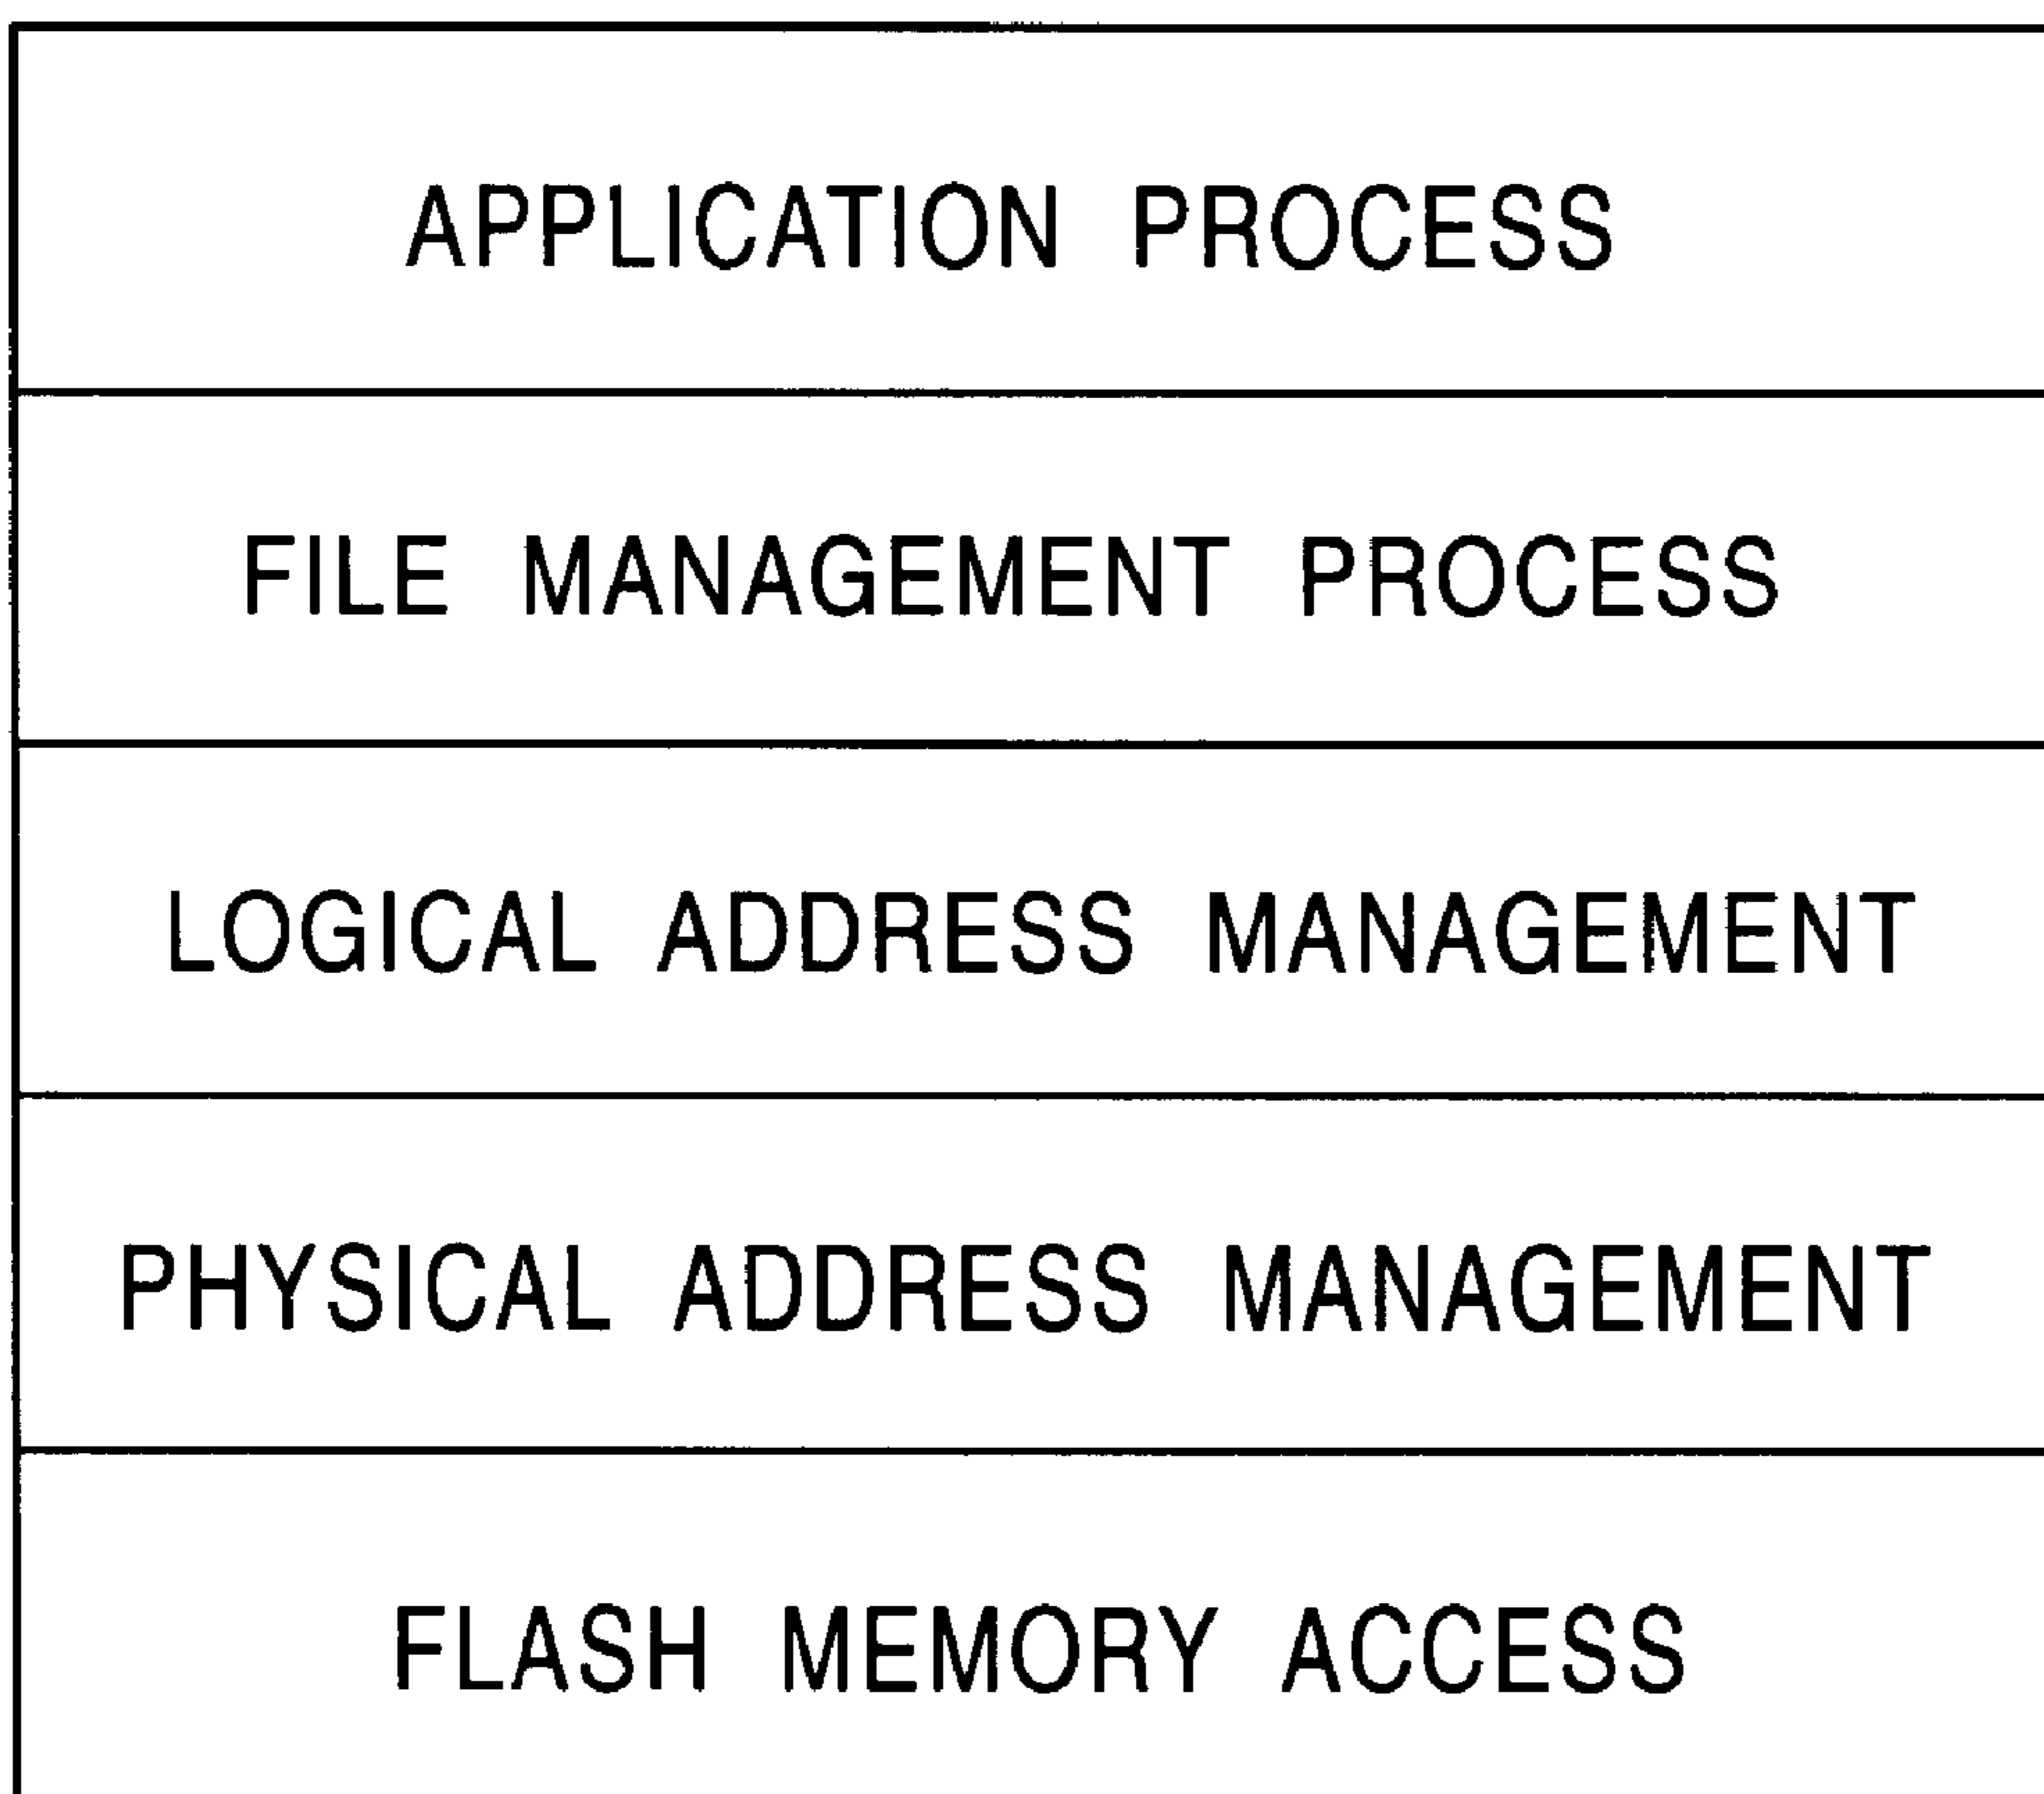 APPLICATION PROCESS
FILE MANAGEMENT PROCESS
LOGICAL ADDRESS MANAGEMENT
PHYSICAL ADDRESS MANAGEMENT
FLASH MEMORY ACCESS